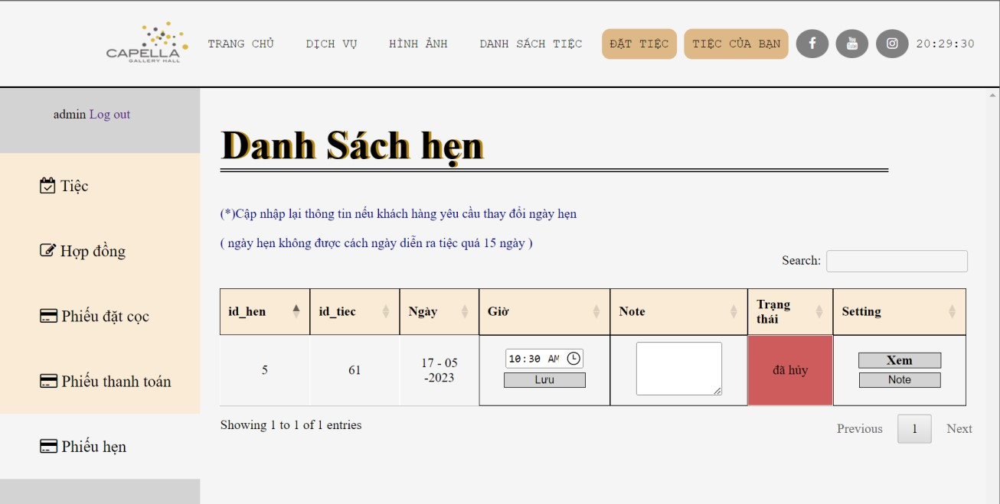 CAPELLA
GALLERY HALL
TRANG CHỦ DỊCH VỤ HÌNH ẢNH DANH SÁCH TIỆC ĐẶT TIỆC TIỆC CỦA BẠN 20:29:30
admin Log out
Tiệc
Hợp đồng
Phiếu đặt cọc
Phiếu thanh toán
Phiếu hẹn
Danh Sách hẹn
(*)Cập nhập lại thông tin nếu khách hàng yêu cầu thay đổi ngày hẹn
( ngày hẹn không được cách ngày diễn ra tiệc quá 15 ngày )
Search:
id_hen id_tiec Ngày Giờ Note Trạng thái Setting
5 61 17 - 05 -2023 10:30 AM đã hủy Xem
Lưu Note
Showing 1 to 1 of 1 entries
Previous 1 Next